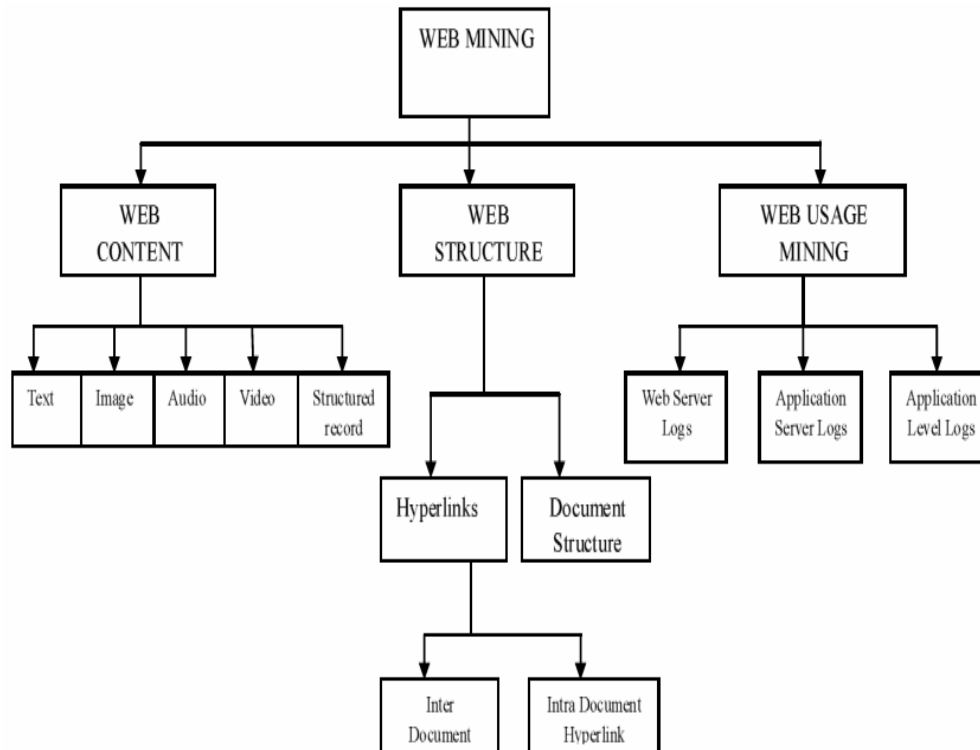 WEB MINING
WEB
CONTENT
WEB
STRUCTURE
WEB USAGE
MINING
Text
Image
Audio
Video
Structured
record
Web Server
Logs
Application
Server Logs
Application
Level Logs
Hyperlinks
Document
Structure
Inter
Document
Intra Document
Hyperlink